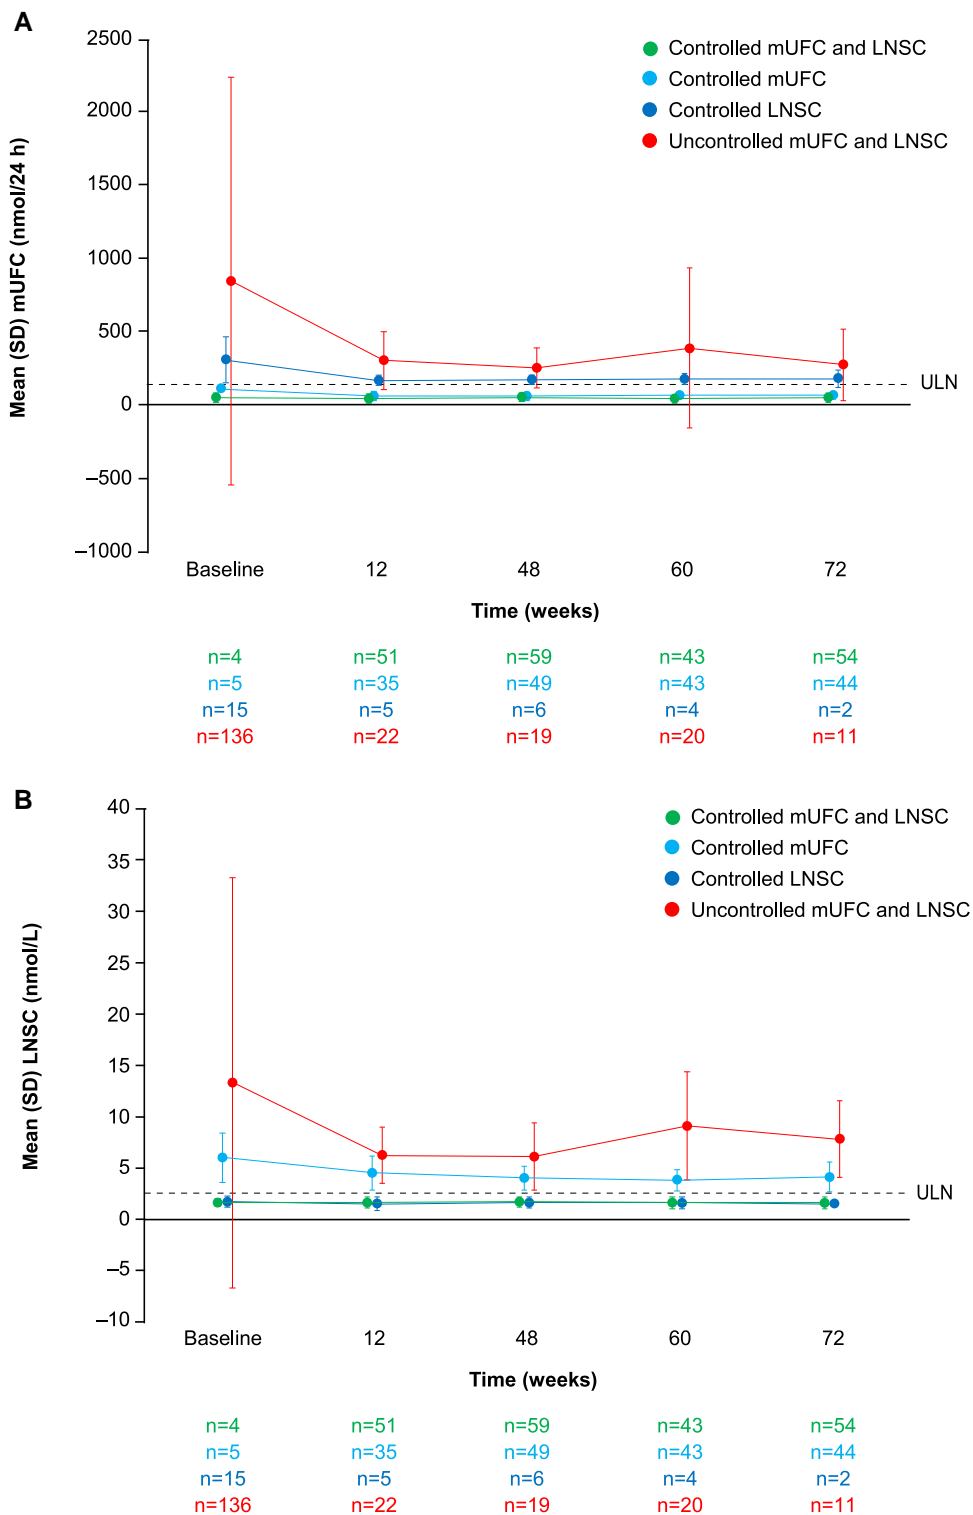 A
Mean (SD) mUFC (nmol/24 h)
2500
2000
1500
1000
500
0
–500
–1000
Controlled mUFC and LNSC
Controlled mUFC
Controlled LNSC
Uncontrolled mUFC and LNSC
ULN
Baseline 12 48 60 72
Time (weeks)
n=4 n=51 n=59 n=43 n=54
n=5 n=35 n=49 n=43 n=44
n=15 n=5 n=6 n=4 n=2
n=136 n=22 n=19 n=20 n=11
B
Mean (SD) LNSC (nmol/L)
40
35
30
25
20
15
10
5
0
–5
–10
Controlled mUFC and LNSC
Controlled mUFC
Controlled LNSC
Uncontrolled mUFC and LNSC
ULN
Baseline 12 48 60 72
Time (weeks)
n=4 n=51 n=59 n=43 n=54
n=5 n=35 n=49 n=43 n=44
n=15 n=5 n=6 n=4 n=2
n=136 n=22 n=19 n=20 n=11